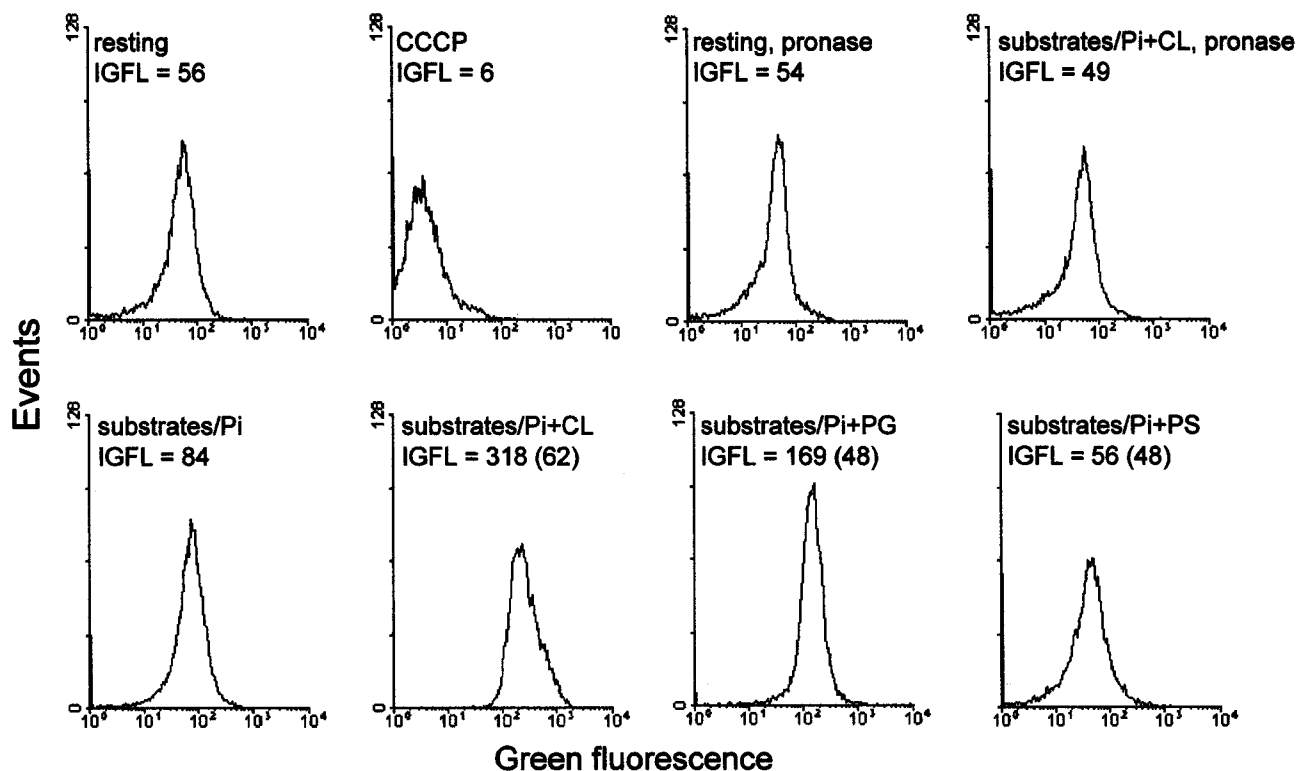 128
resting
IGFL = 56
0
10⁰ 10¹ 10² 10³ 10⁴
128
CCCP
IGFL = 6
0
10⁰ 10¹ 10² 10³ 10
128
resting, pronase
IGFL = 54
0
10⁰ 10¹ 10² 10³ 10⁴
128
substrates/Pi+CL, pronase
IGFL = 49
0
10⁰ 10¹ 10² 10³ 10⁴
Events
128
substrates/Pi
IGFL = 84
0
10⁰ 10¹ 10² 10³ 10⁴
substrates/Pi+CL
IGFL = 318 (62)
0
10⁰ 10¹ 10² 10³ 10⁴
128
substrates/Pi+PG
IGFL = 169 (48)
0
10⁰ 10¹ 10² 10³ 10⁴
substrates/Pi+PS
IGFL = 56 (48)
10⁰ 10¹ 10² 10³ 10⁴
Green fluorescence